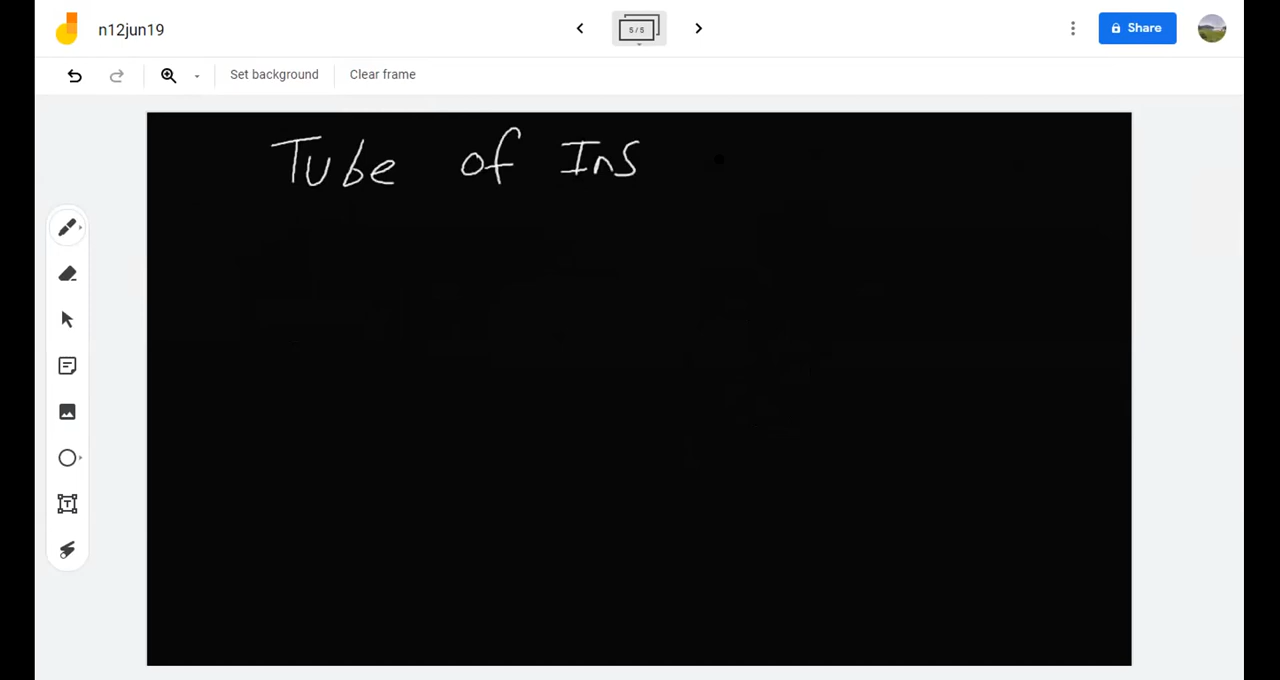 n12jun19
5 / 5
Share
Set background
Clear frame
Tube of Ins
T